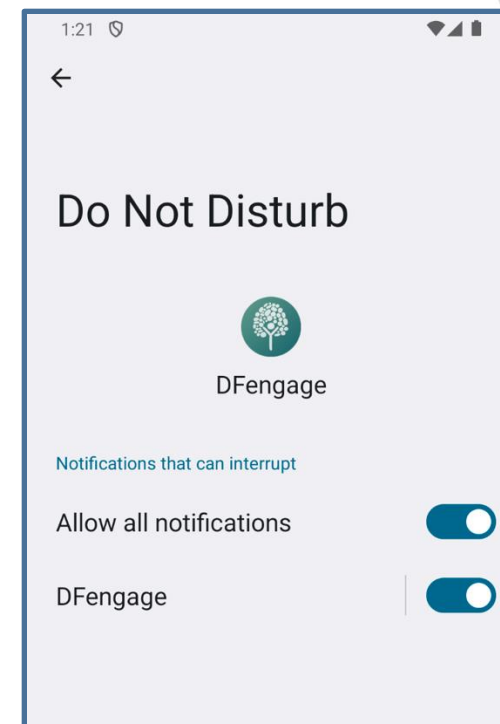 1:21
Do Not Disturb
DFengage
Notifications that can interrupt
Allow all notifications
DFengage